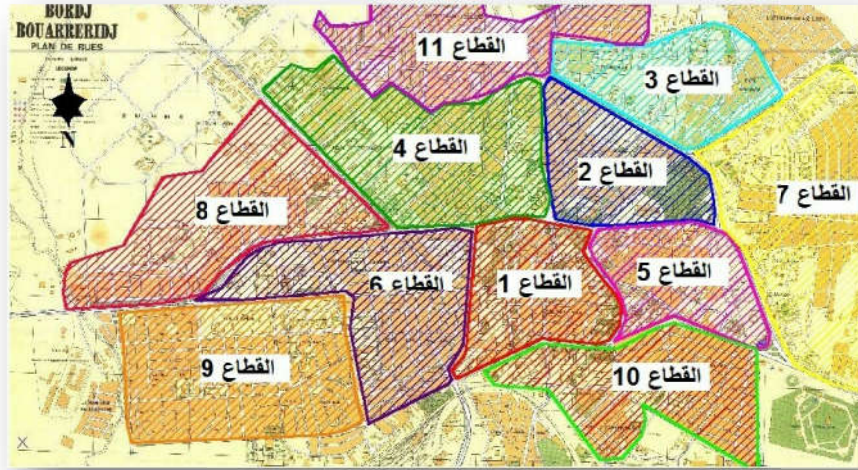 BORDJ
BOUARRERIDJ
PLAN DE RUES
N
القطاع 11
القطاع 3
القطاع 4
القطاع 2
القطاع 7
القطاع 8
القطاع 5
القطاع 6
القطاع 1
القطاع 9
القطاع 10